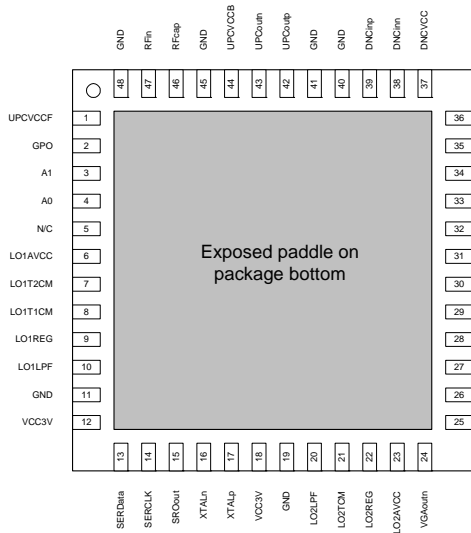 GND RFin RFcap GND UPCVCCB UPCoutn UPCoutp GND GND DNCinp DNCinn DNCVCC
48 47 46 45 44 43 42 41 40 39 38 37
UPCVCCF 1
GPO 2
A1 3
A0 4
N/C 5
LO1AVCC 6
LO1T2CM 7
LO1T1CM 8
LO1REG 9
LO1LPF 10
GND 11
VCC3V 12
Exposed paddle on
package bottom
36
35
34
33
32
31
30
29
28
27
26
25
13 14 15 16 17 18 19 20 21 22 23 24
SERData SERCLK SROout XTALn XTALp VCC3V GND LO2LPF LO2TCM LO2REG LO2AVCC VGAoutn